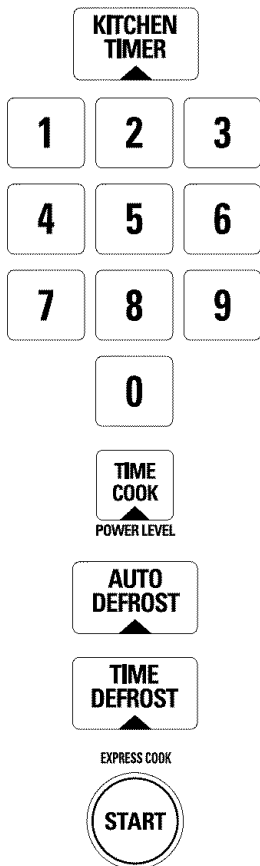 KITCHEN
TIMER
1 2 3
4 5 6
7 8 9
0
TIME
COOK
POWER LEVEL
AUTO
DEFROST
TIME
DEFROST
EXPRESS COOK
START